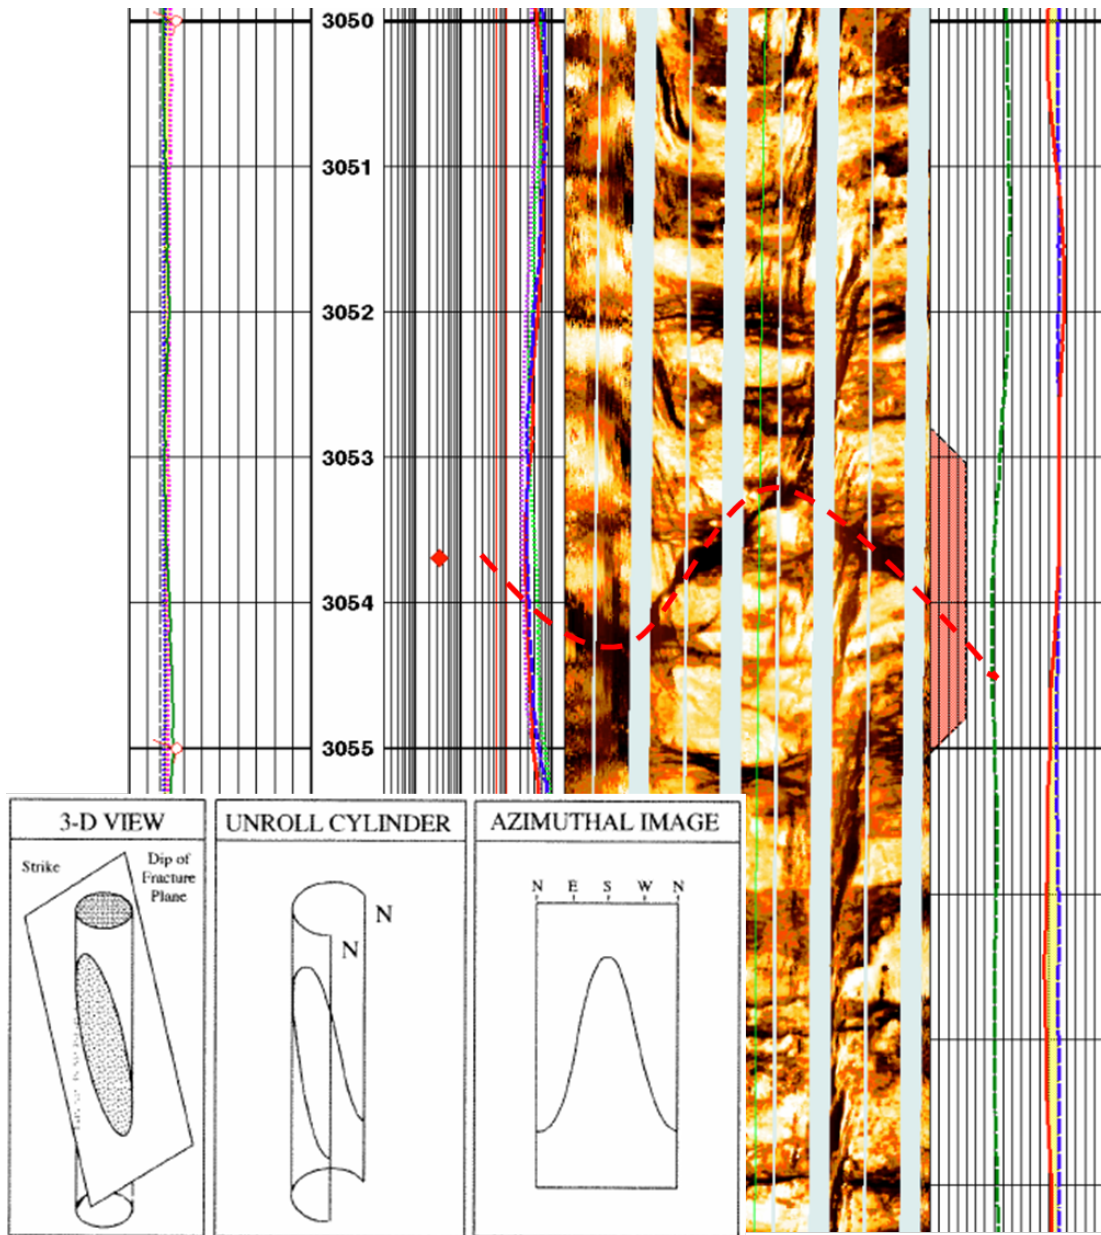 3050
3051
3052
3053
3054
3055
3-D VIEW
Strike
Dip of
Fracture
Plane
UNROLL CYLINDER
N
N
AZIMUTHAL IMAGE
N E S W N